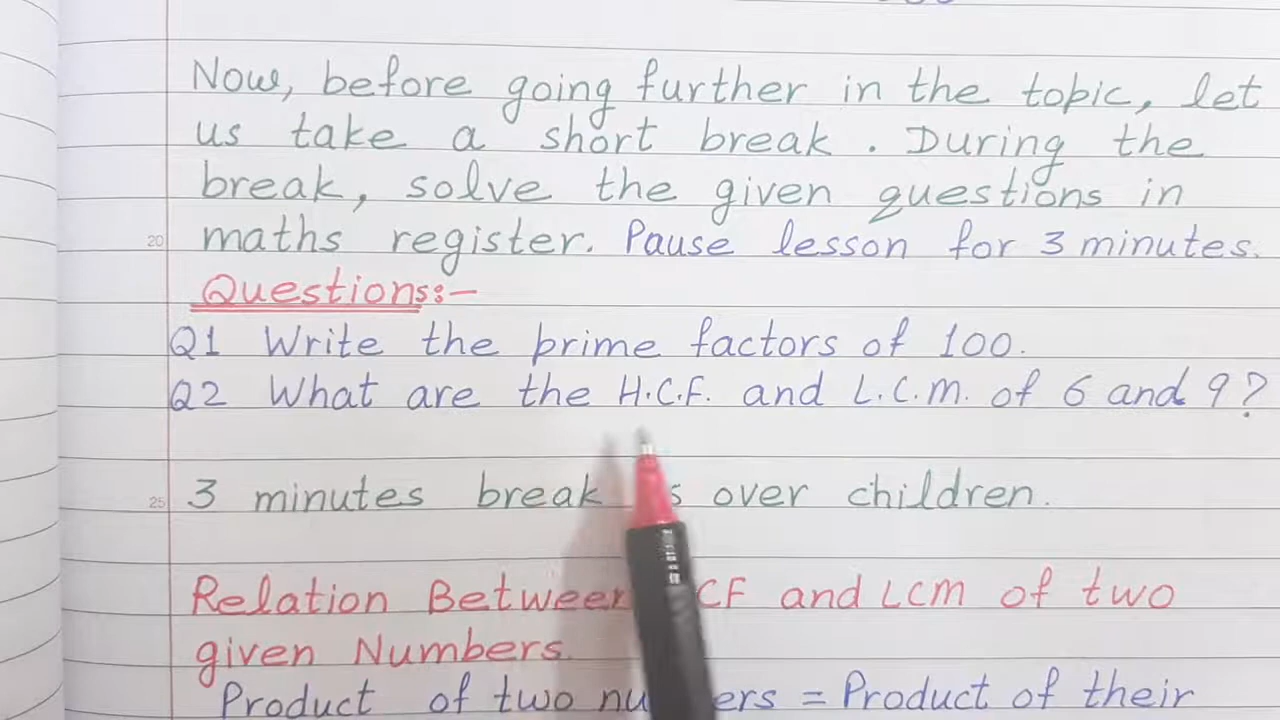 Now, before going further in the topic, let
us take a short break. During the
break, solve the given questions in
20 maths register. Pause lesson for 3 minutes.
Questions:-
Q1 Write the prime factors of 100.
Q2 What are the H.C.F. and L.C.M. of 6 and 9?
25 3 minutes break over children.
Relation Between CF and LCM of two
given Numbers.
Product of two = Product of their